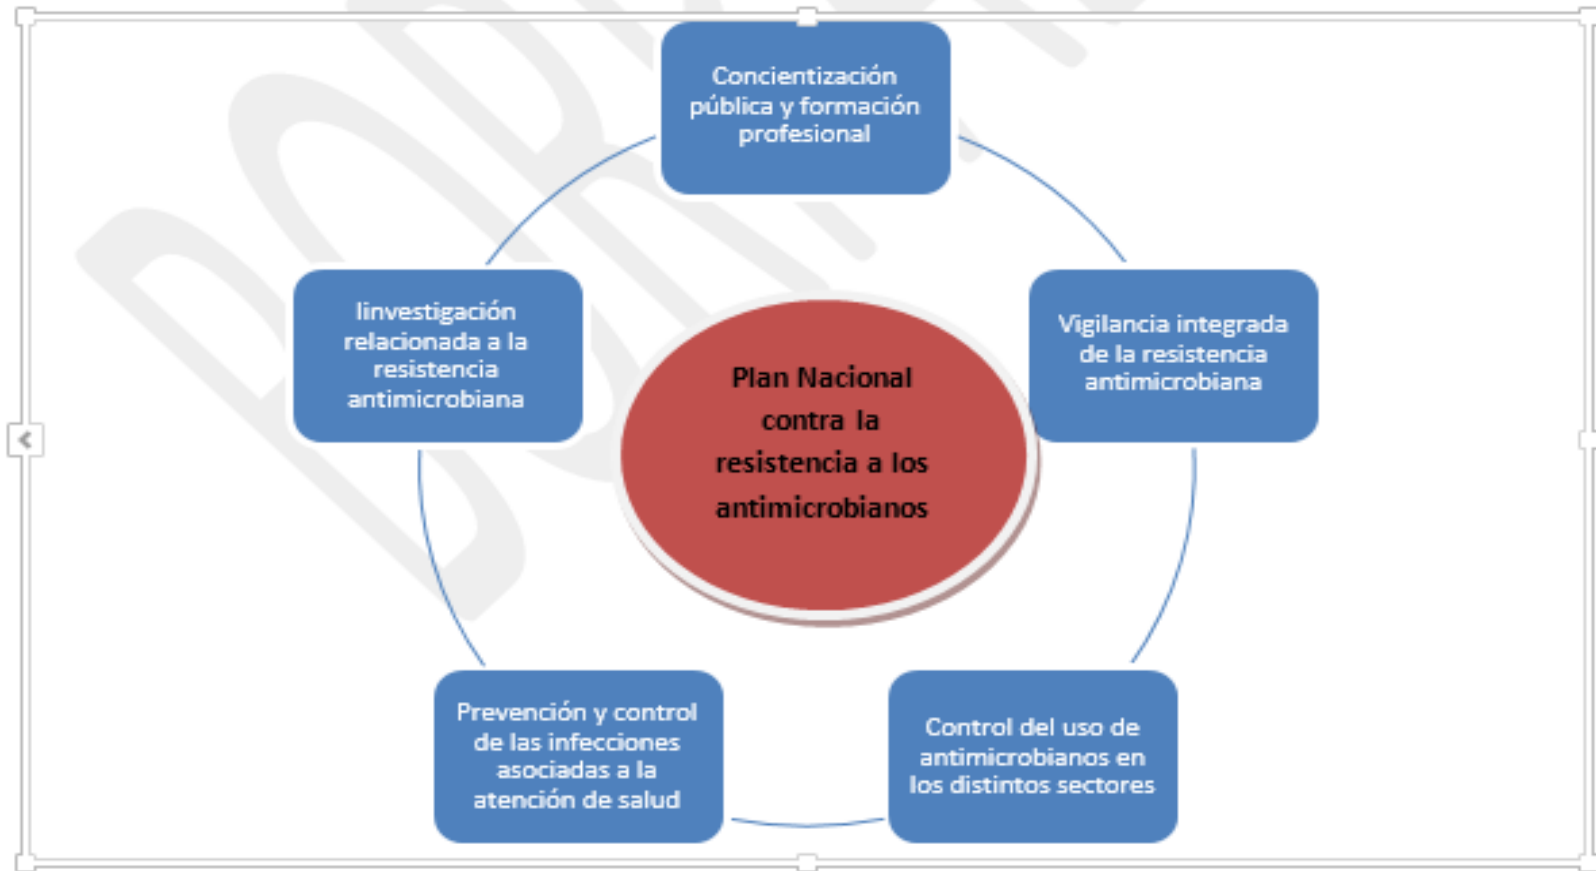 Concientización
pública y formación
profesional
Iinvestigación
relacionada a la
resistencia
antimicrobiana
Plan Nacional
contra la
resistencia a los
antimicrobianos
Vigilancia integrada
de la resistencia
antimicrobiana
Prevención y control
de las infecciones
asociadas a la
atención de salud
Control del uso de
antimicrobianos en
los distintos sectores